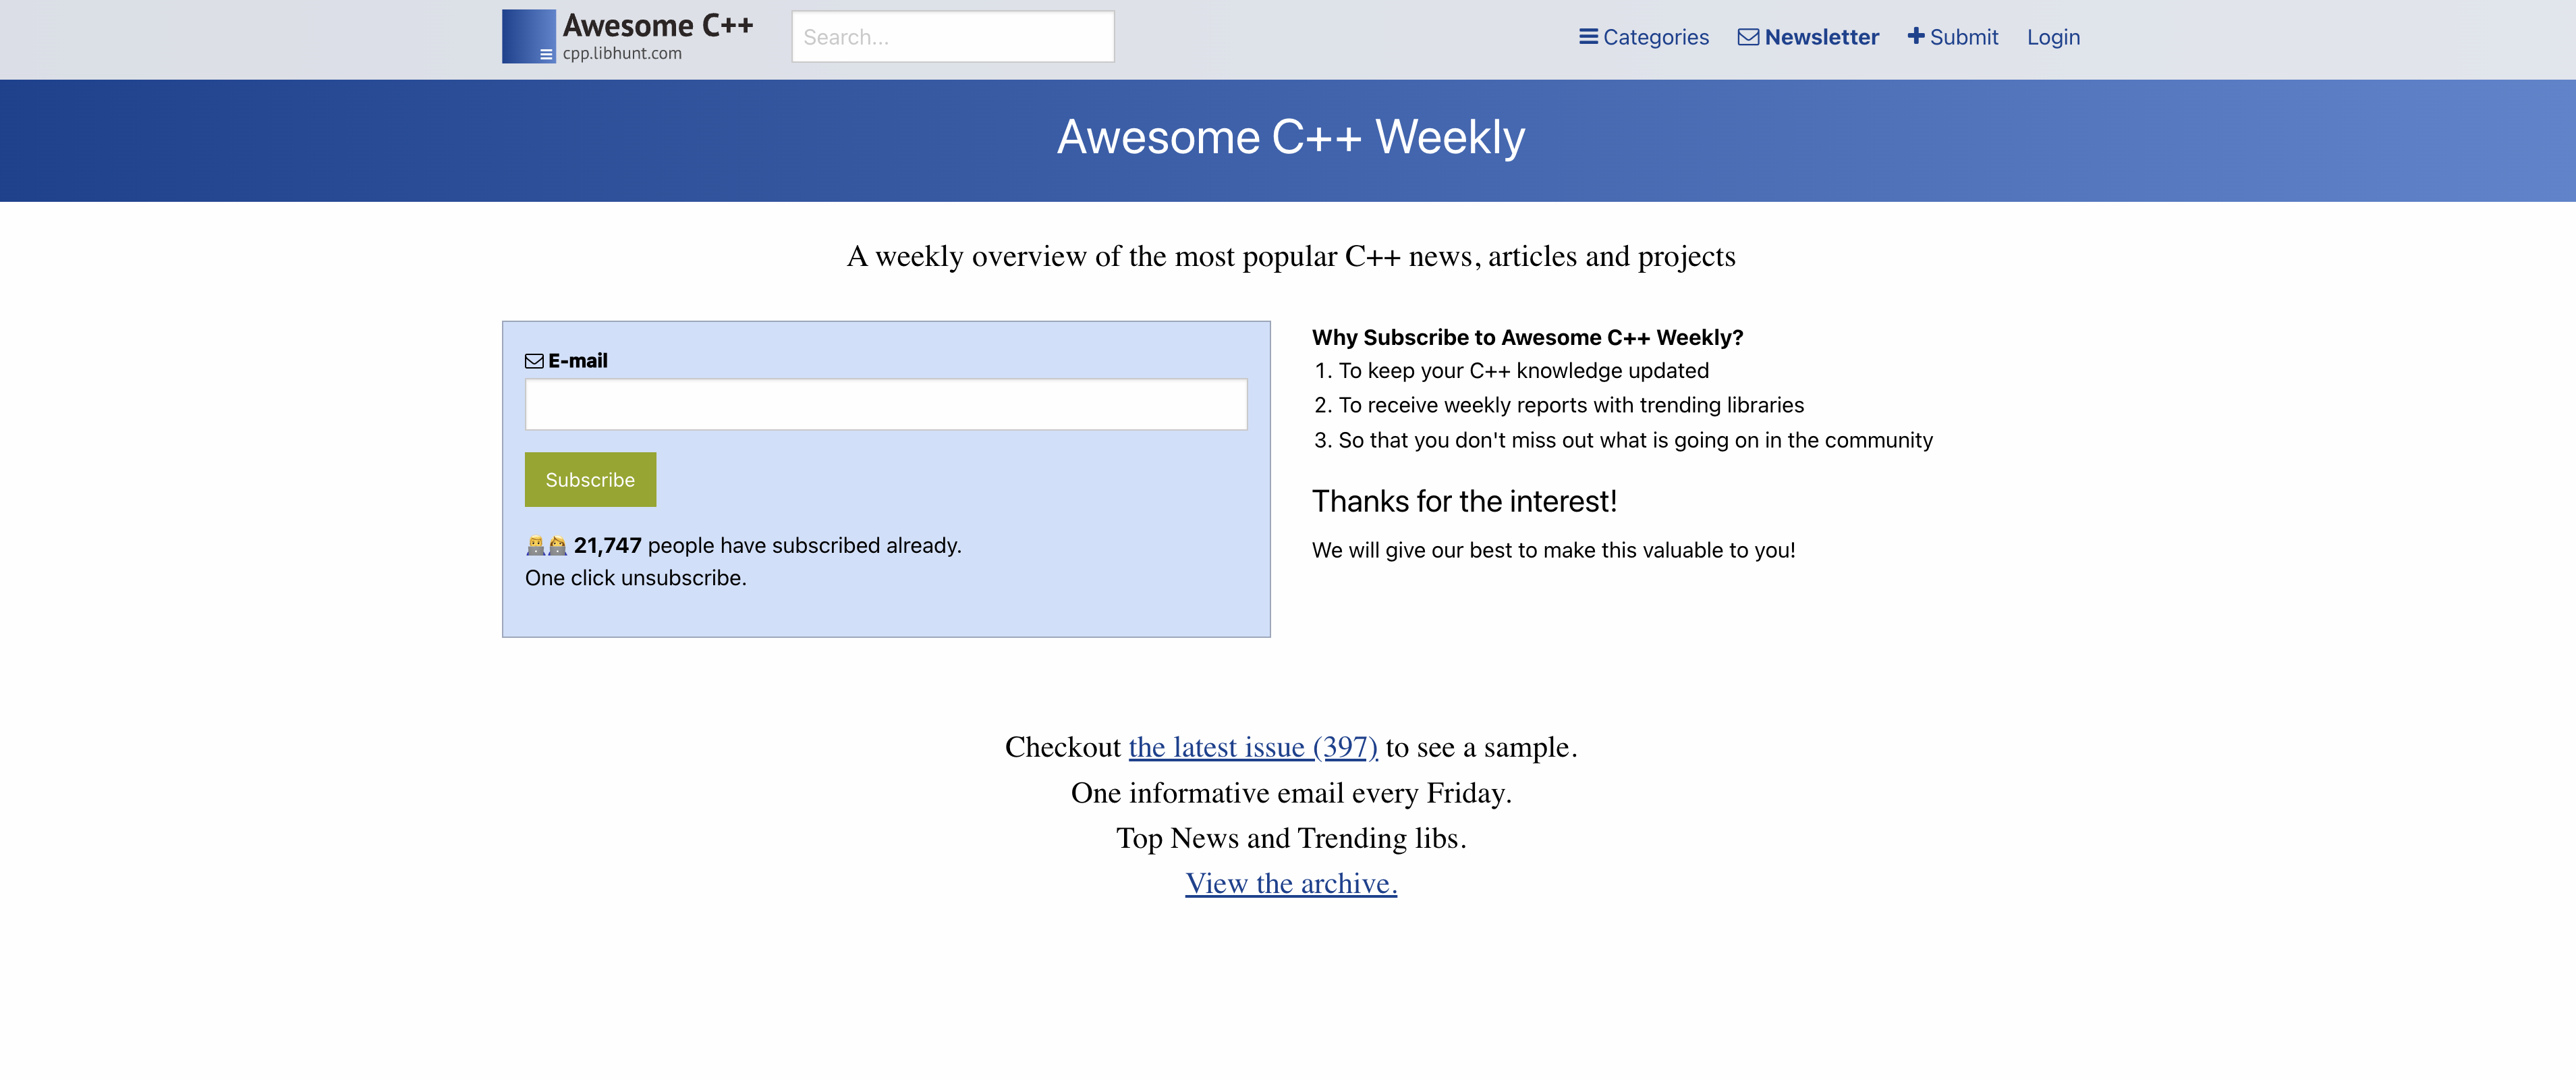 Awesome C++
cpp.libhunt.com
Search...
Categories
Newsletter
Submit
Login
Awesome C++ Weekly
A weekly overview of the most popular C++ news, articles and projects
E-mail
Subscribe
21,747 people have subscribed already.
One click unsubscribe.
Why Subscribe to Awesome C++ Weekly?
1. To keep your C++ knowledge updated
2. To receive weekly reports with trending libraries
3. So that you don't miss out what is going on in the community
Thanks for the interest!
We will give our best to make this valuable to you!
Checkout the latest issue (397) to see a sample.
One informative email every Friday.
Top News and Trending libs.
View the archive.